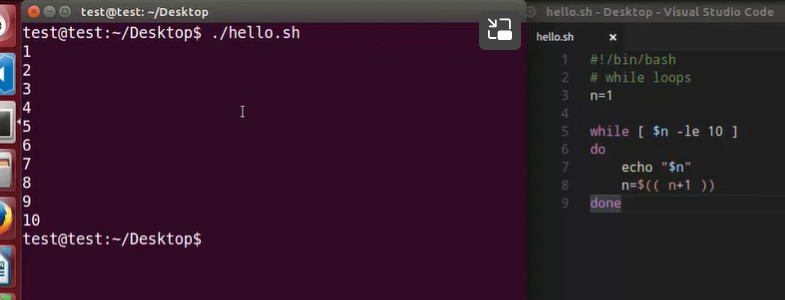 test@test: ~/Desktop
test@test:~/Desktop$ ./hello.sh
1
2
3
4
5
6
7
8
9
10
test@test:~/Desktop$
hello.sh - Desktop - Visual Studio Code
hello.sh ×
1 #!/bin/bash
2 # while loops
3 n=1
4
5 while [ $n -le 10 ]
6 do
7     echo "$n"
8     n=$(( n+1 ))
9 done